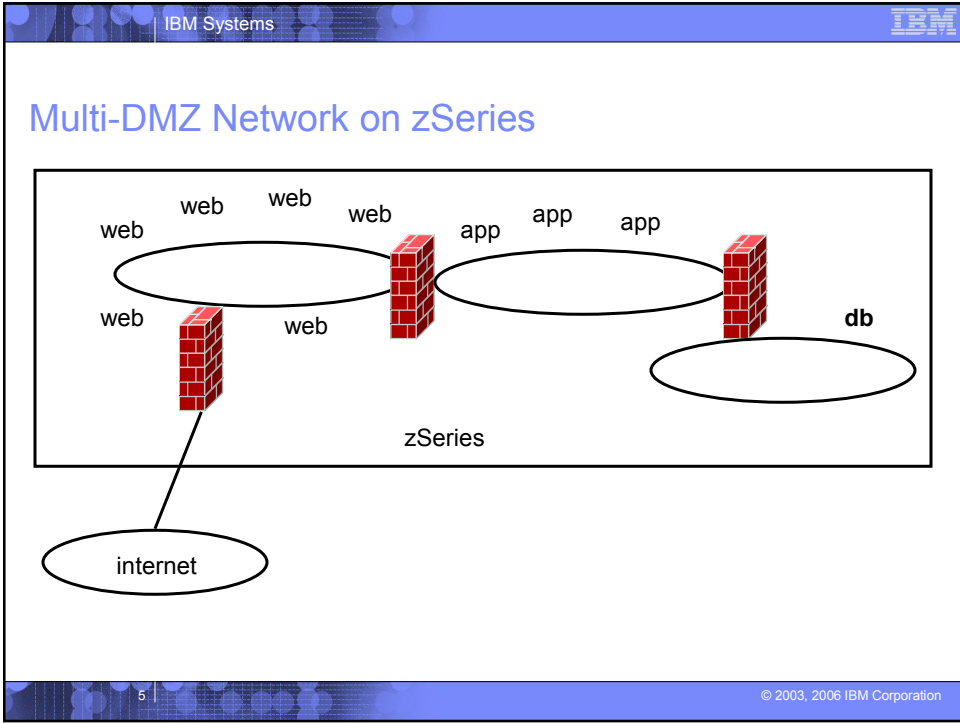 IBM Systems
IBM
Multi-DMZ Network on zSeries
web
web
web
web
app
app
app
web
web
db
zSeries
internet
5
© 2003, 2006 IBM Corporation